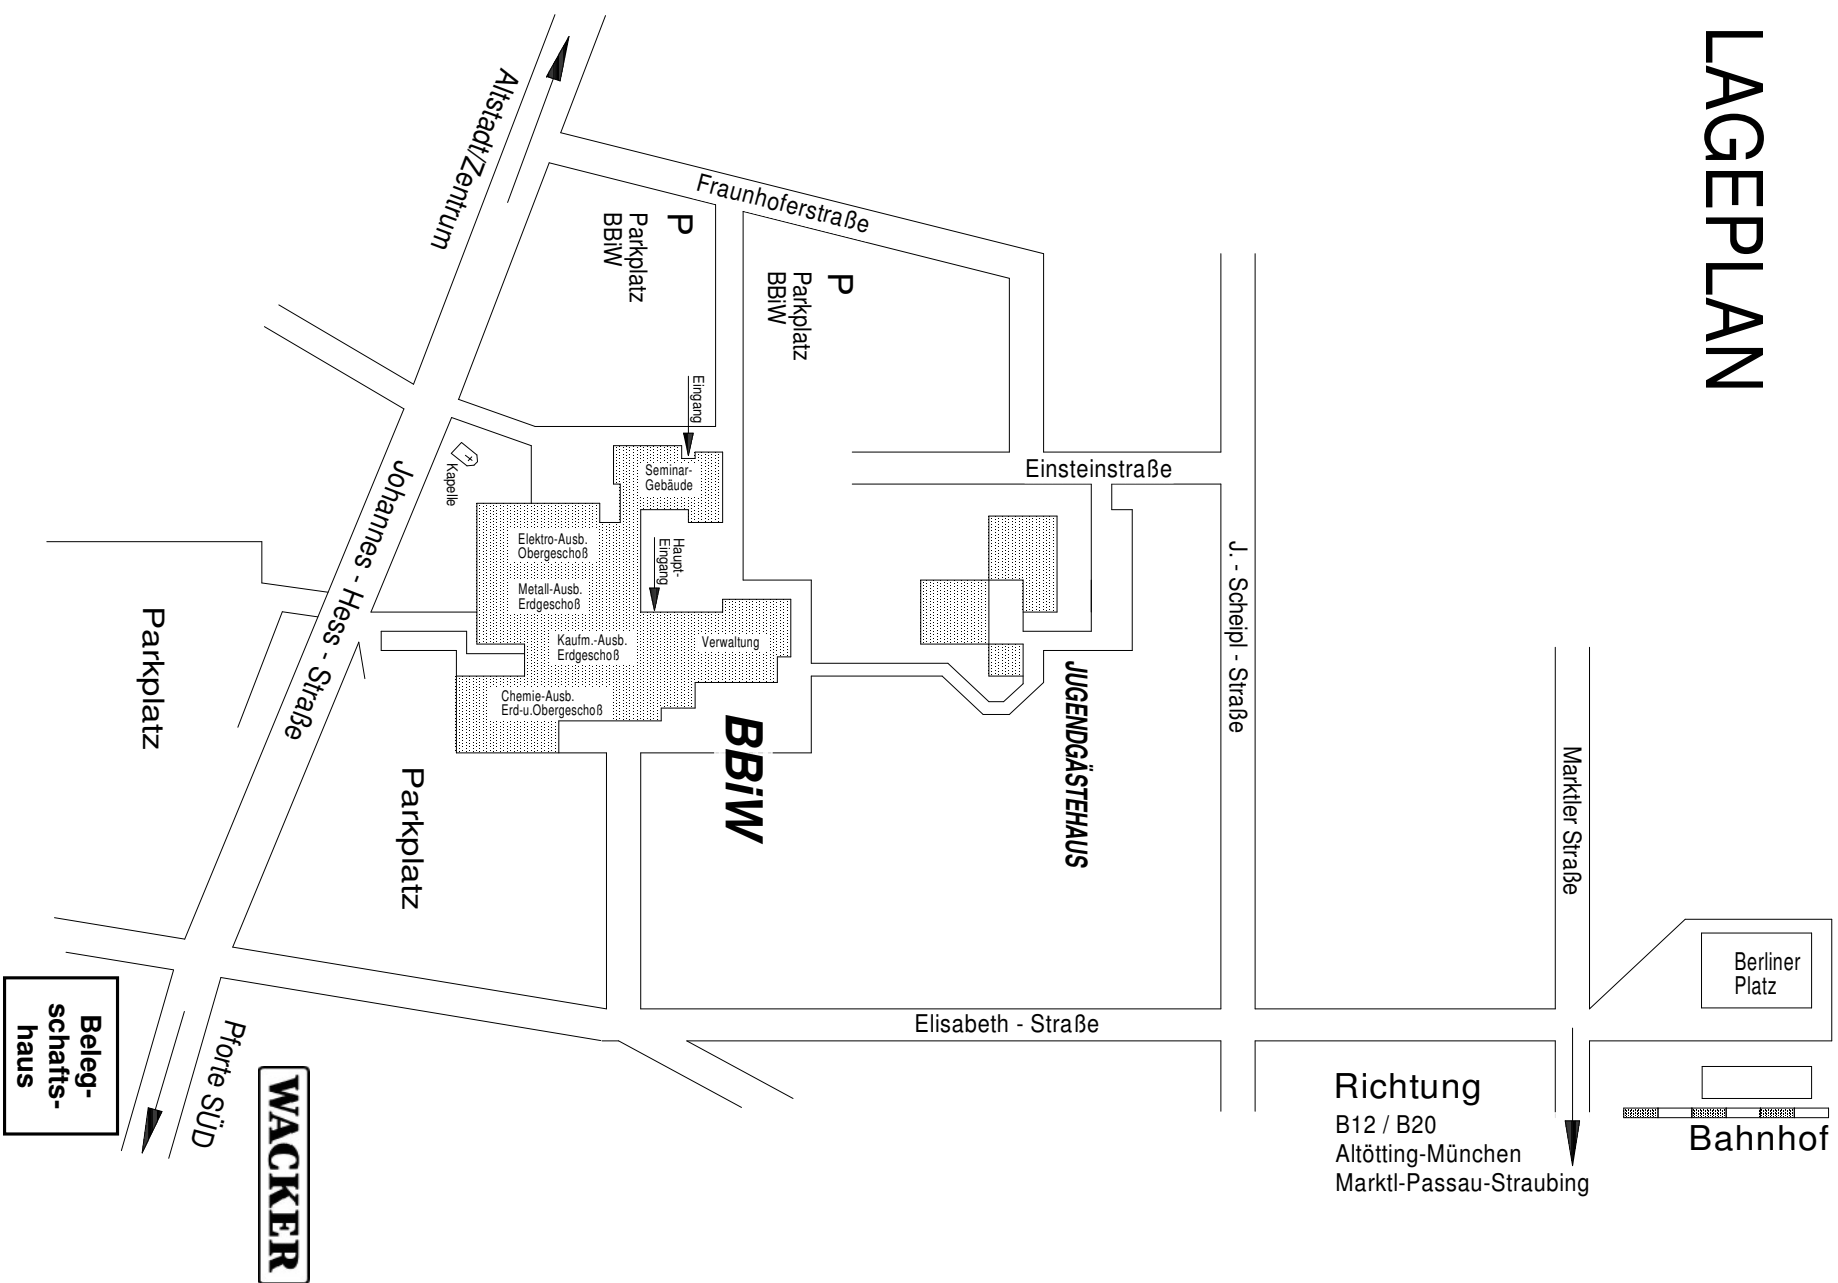 LAGEPLAN
Altstadt/Zentrum
Fraunhoferstraße
P
Parkplatz
BBiW
P
Parkplatz
BBiW
Eingang
Einsteinstraße
Seminar-
Gebäude
Kapelle
Johannes - Hess - Straße
Elektro-Ausb.
Obergeschoß
Haupt-
Eingang
Metall-Ausb.
Erdgeschoß
Kaufm.-Ausb.
Erdgeschoß
Verwaltung
Chemie-Ausb.
Erd-u.Obergeschoß
BBiW
JUGENDGÄSTEHAUS
J. - Scheipl - Straße
Marktler Straße
Parkplatz
Parkplatz
Berliner
Platz
Elisabeth - Straße
Beleg-
schafts-
haus
Pforte SÜD
WACKER
Richtung
B12 / B20
Altötting-München
Marktl-Passau-Straubing
Bahnhof